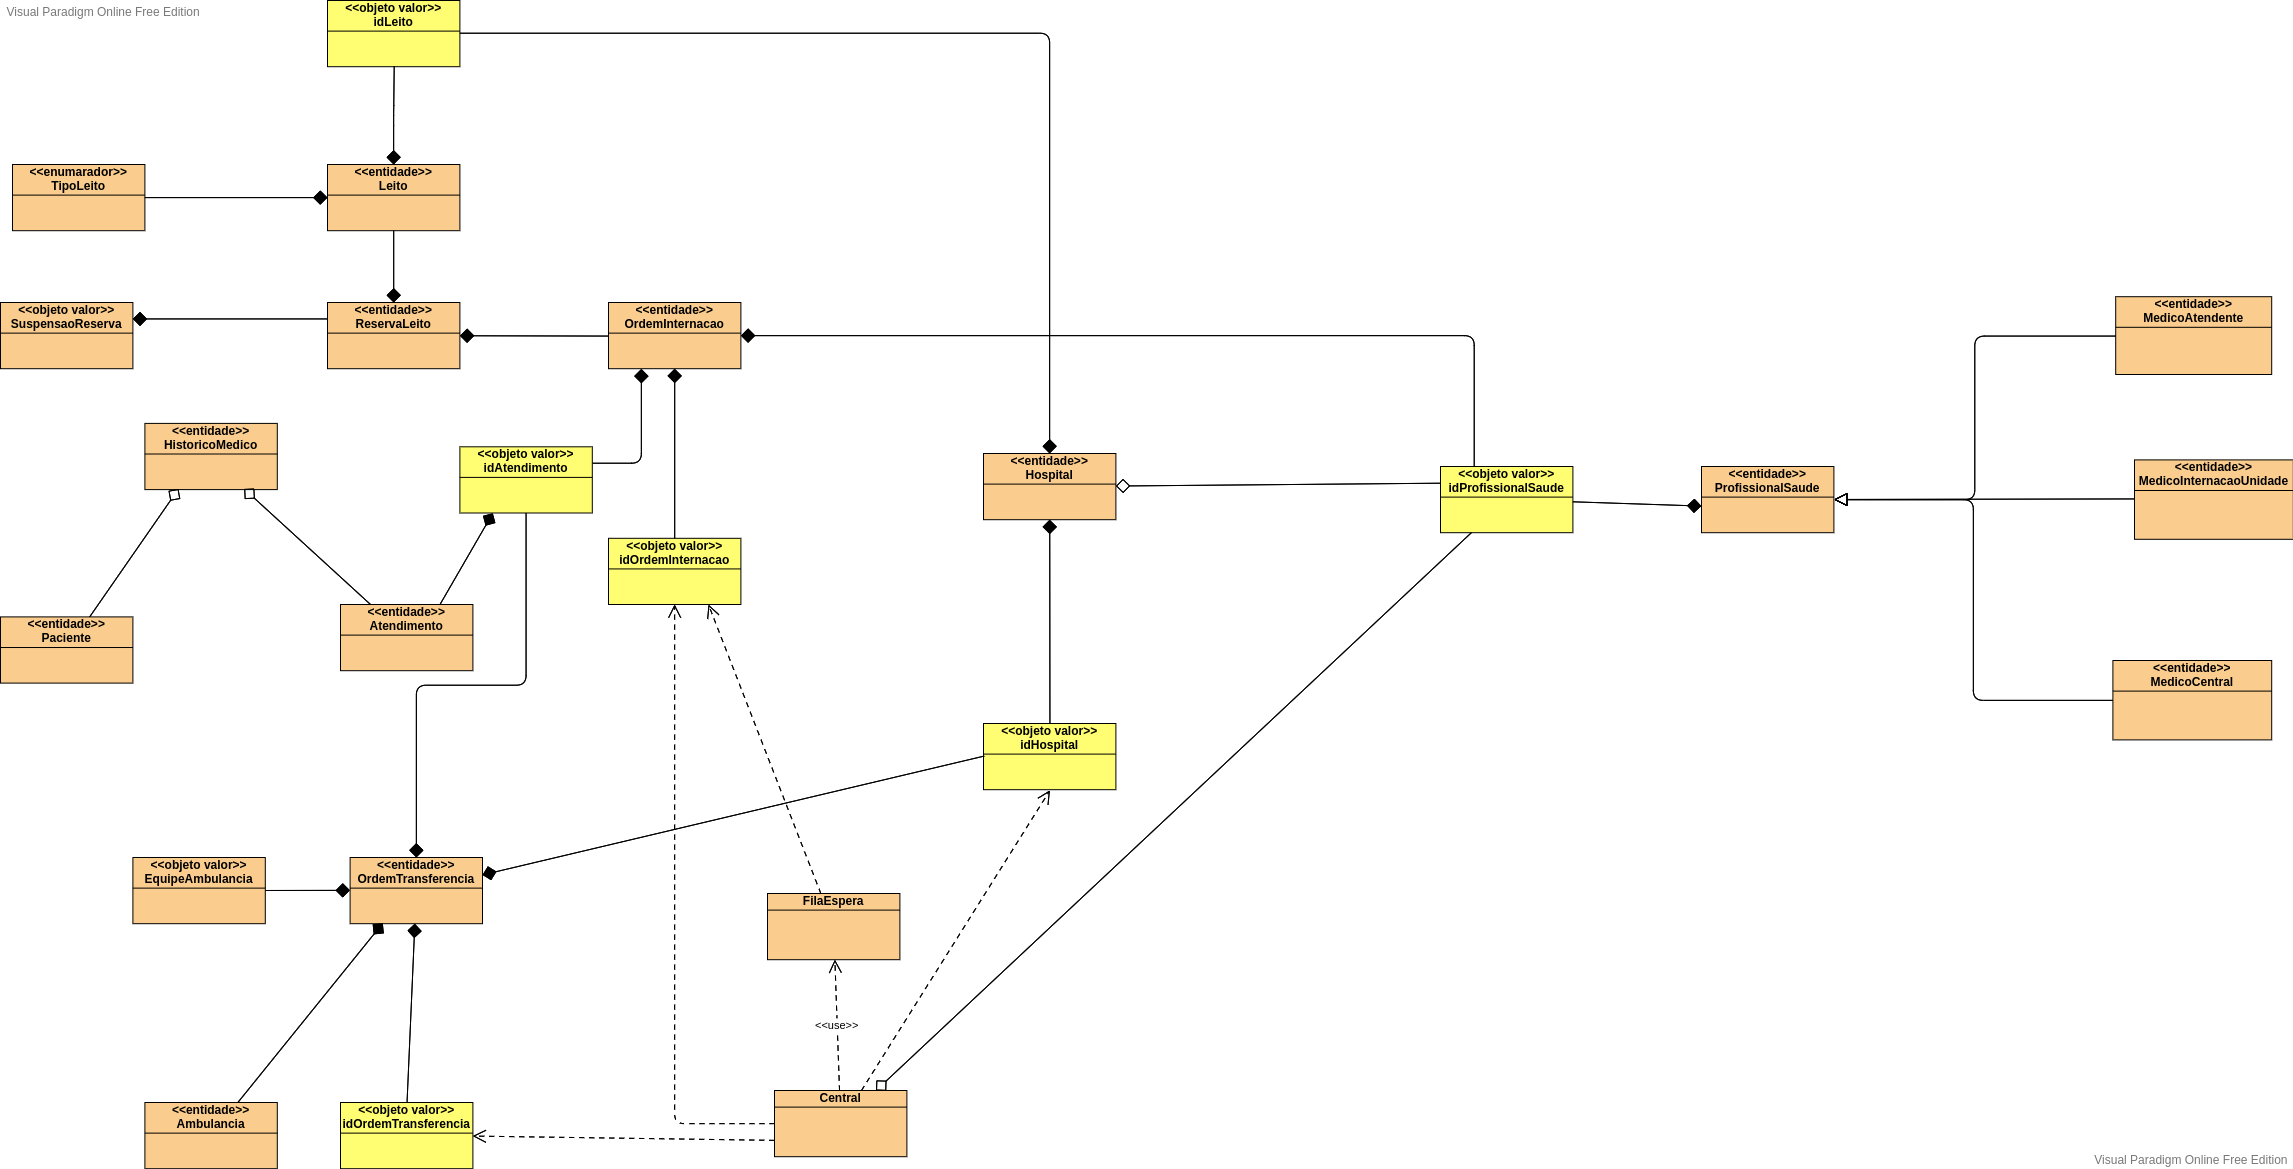 Visual Paradigm Online Free Edition
<<objeto valor>>
idLeito
<<enumarador>>
TipoLeito
<<entidade>>
Leito
<<objeto valor>>
SuspensaoReserva
<<entidade>>
ReservaLeito
<<entidade>>
OrdemInternacao
<<entidade>>
MedicoAtendente
<<entidade>>
HistoricoMedico
<<objeto valor>>
idAtendimento
<<entidade>>
Hospital
<<objeto valor>>
idProfissionalSaude
<<entidade>>
ProfissionalSaude
<<entidade>>
MedicoInternacaoUnidade
<<objeto valor>>
idOrdemInternacao
<<entidade>>
Paciente
<<entidade>>
Atendimento
<<entidade>>
MedicoCentral
<<objeto valor>>
idHospital
<<objeto valor>>
EquipeAmbulancia
<<entidade>>
OrdemTransferencia
FilaEspera
<<use>>
Central
<<entidade>>
Ambulancia
<<objeto valor>>
idOrdemTransferencia
Visual Paradigm Online Free Edition